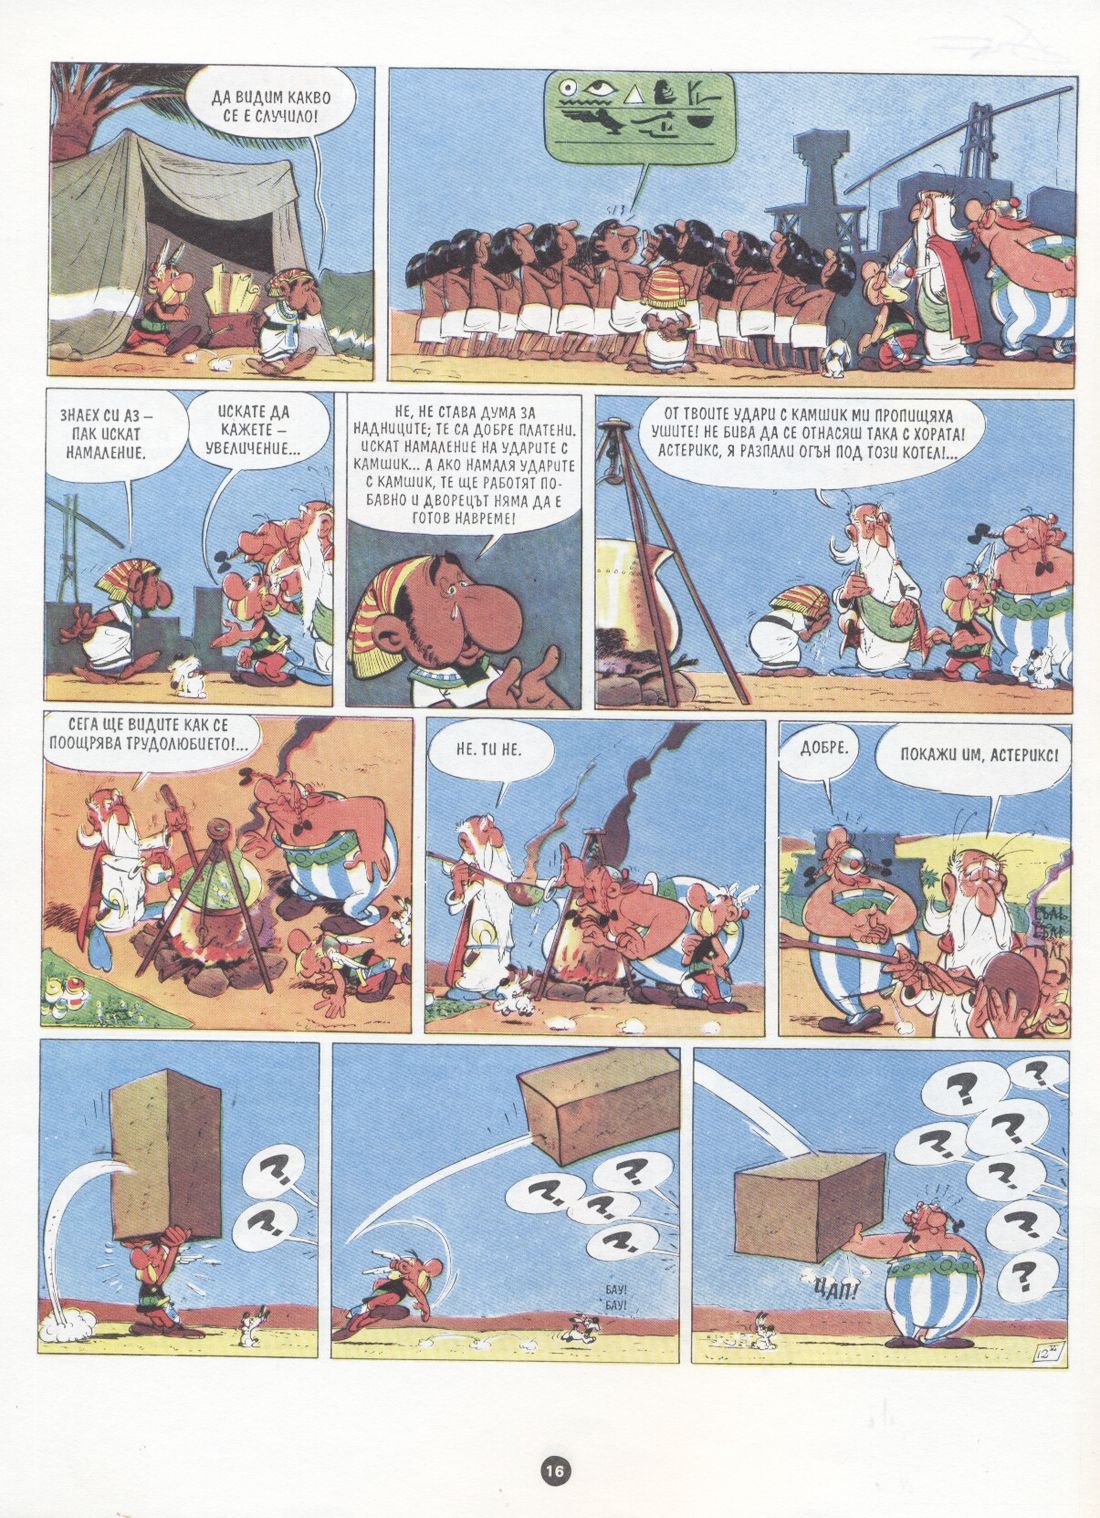 ДА ВИДИМ КАКВО
СЕ Е СЛУЧИЛО!
ЗНАЕХ СИ АЗ –
ПАК ИСКАТ
НАМАЛЕНИЕ.
ИСКАТЕ ДА
КАЖЕТЕ –
УВЕЛИЧЕНИЕ...
НЕ, НЕ СТАВА ДУМА ЗА
НАДНИЦИТЕ; ТЕ СА ДОБРЕ ПЛАТЕНИ.
ИСКАТ НАМАЛЕНИЕ НА УДАРИТЕ С
КАМШИК... А АКО НАМАЛЯ УДАРИТЕ
С КАМШИК, ТЕ ЩЕ РАБОТЯТ ПО-
БАВНО И ДВОРЕЦЪТ НЯМА ДА Е
ГОТОВ НАВРЕМЕ!
ОТ ТВОИТЕ УДАРИ С КАМШИК МИ ПРОПИЩЯХА
УШИТЕ! НЕ БИВА ДА СЕ ОТНАСЯШ ТАКА С ХОРАТА!
АСТЕРИКС, Я РАЗПАЛИ ОГЪН ПОД ТОЗИ КОТЕЛ!...
СЕГА ЩЕ ВИДИТЕ КАК СЕ
ПООЩРЯВА ТРУДОЛЮБИЕТО!...
НЕ. ТИ НЕ.
ДОБРЕ.
ПОКАЖИ ИМ, АСТЕРИКС!
?
?
?
?
?
?
БАУ!
БАУ!
?
?
?
?
?
?
?
ЦАП!
16